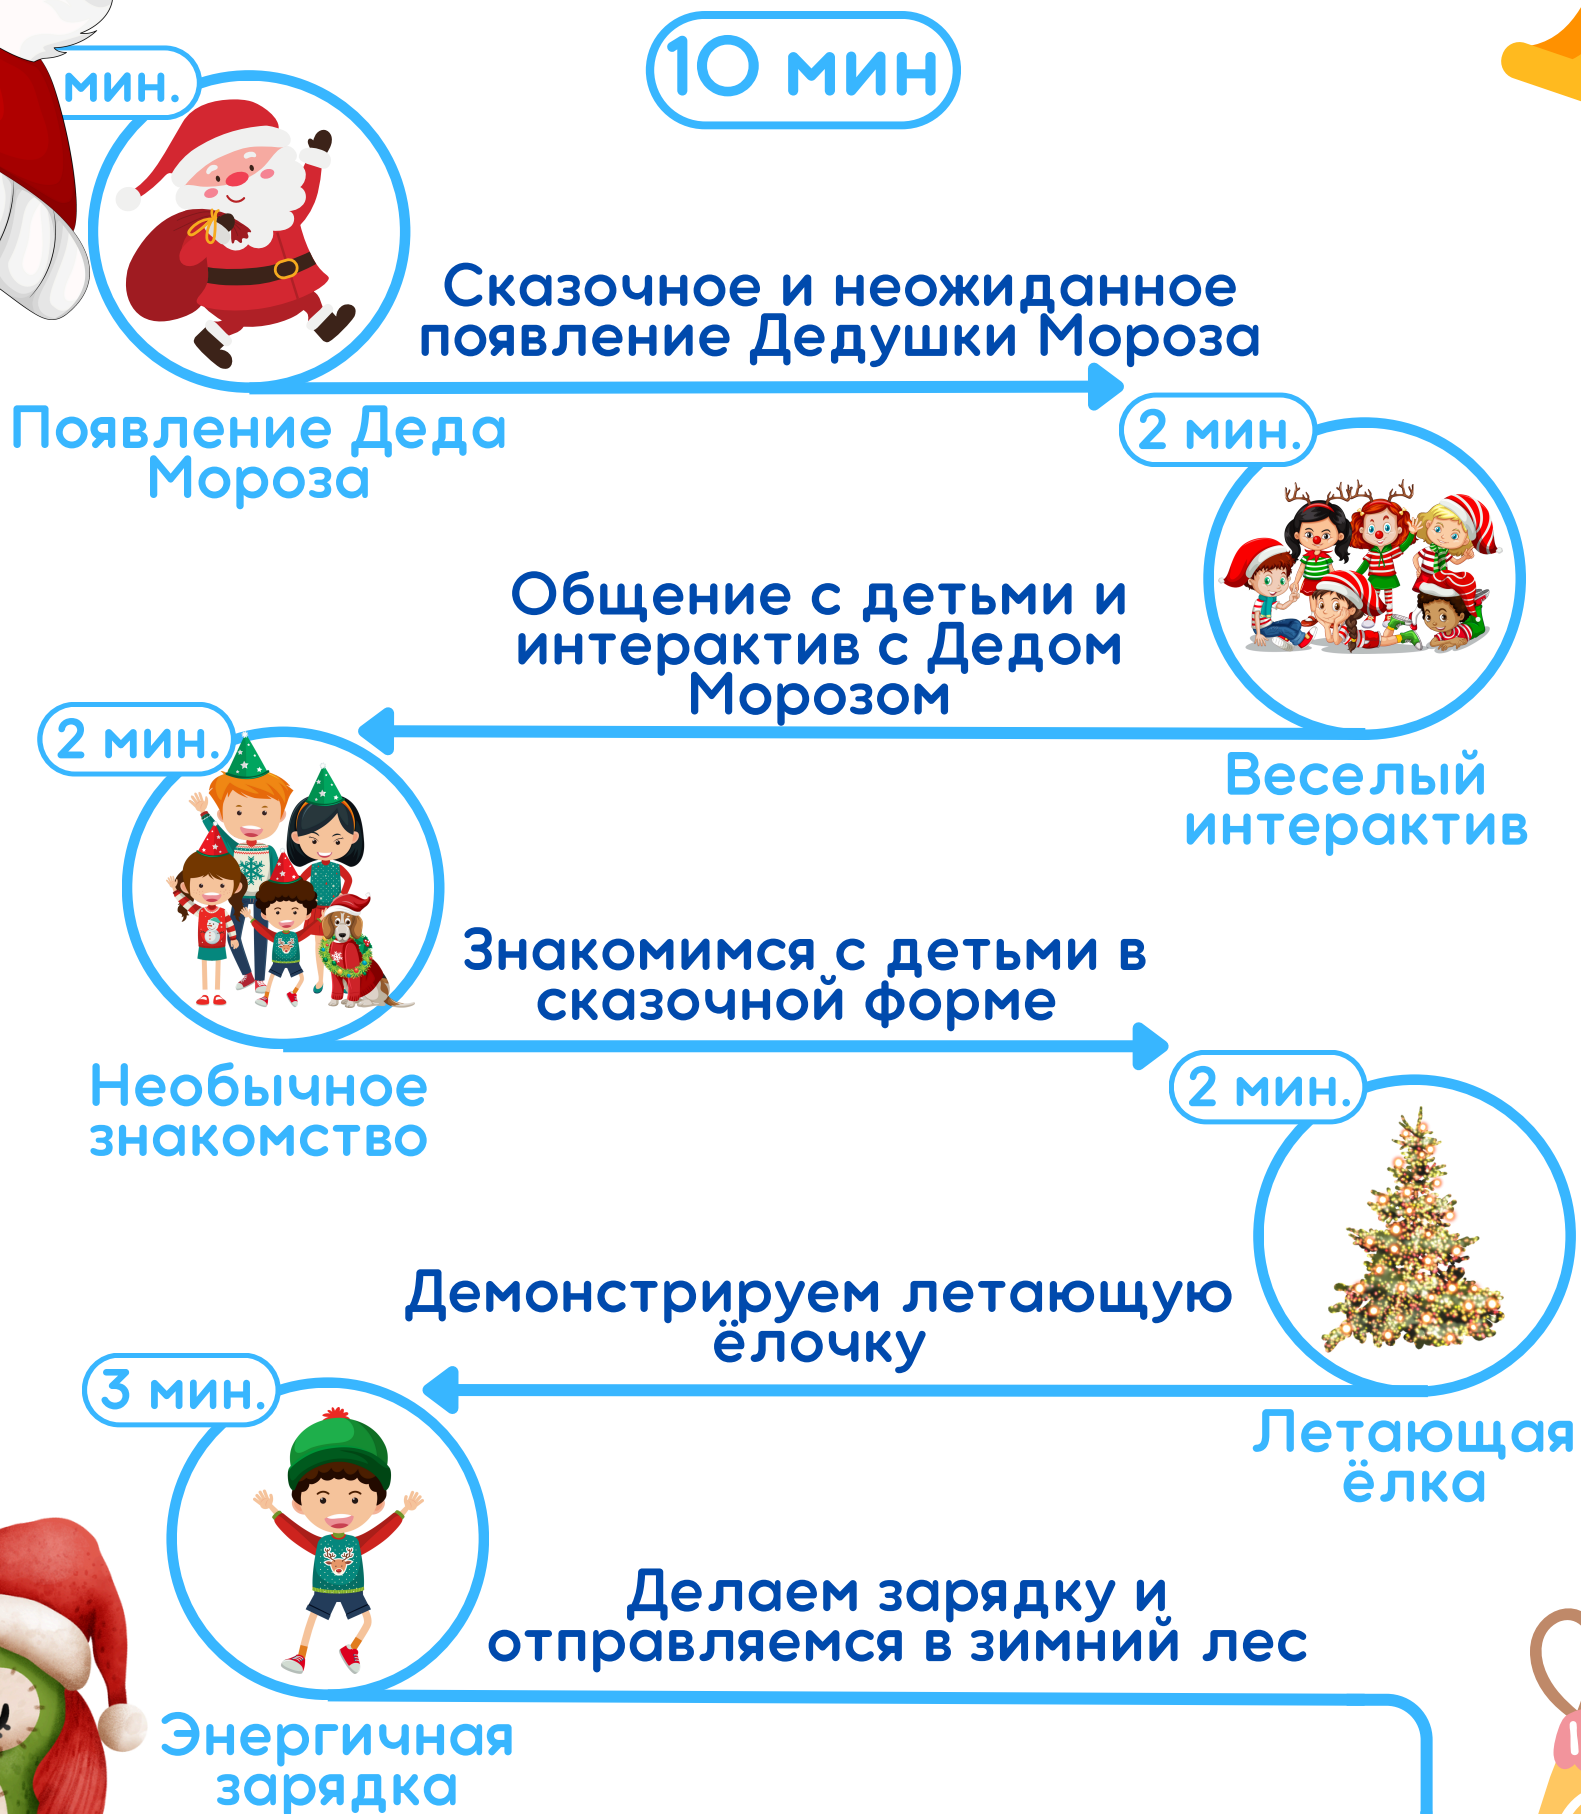 10 мин
мин.
Сказочное и неожиданное
появление Дедушки Мороза
Появление Деда
Мороза
2 мин.
Общение с детьми и
интерактив с Дедом
Морозом
Веселый
интерактив
2 мин.
Знакомимся с детьми в
сказочной форме
Необычное
знакомство
2 мин.
Демонстрируем летающую
ёлочку
Летающая
ёлка
3 мин.
Делаем зарядку и
отправляемся в зимний лес
Энергичная
зарядка